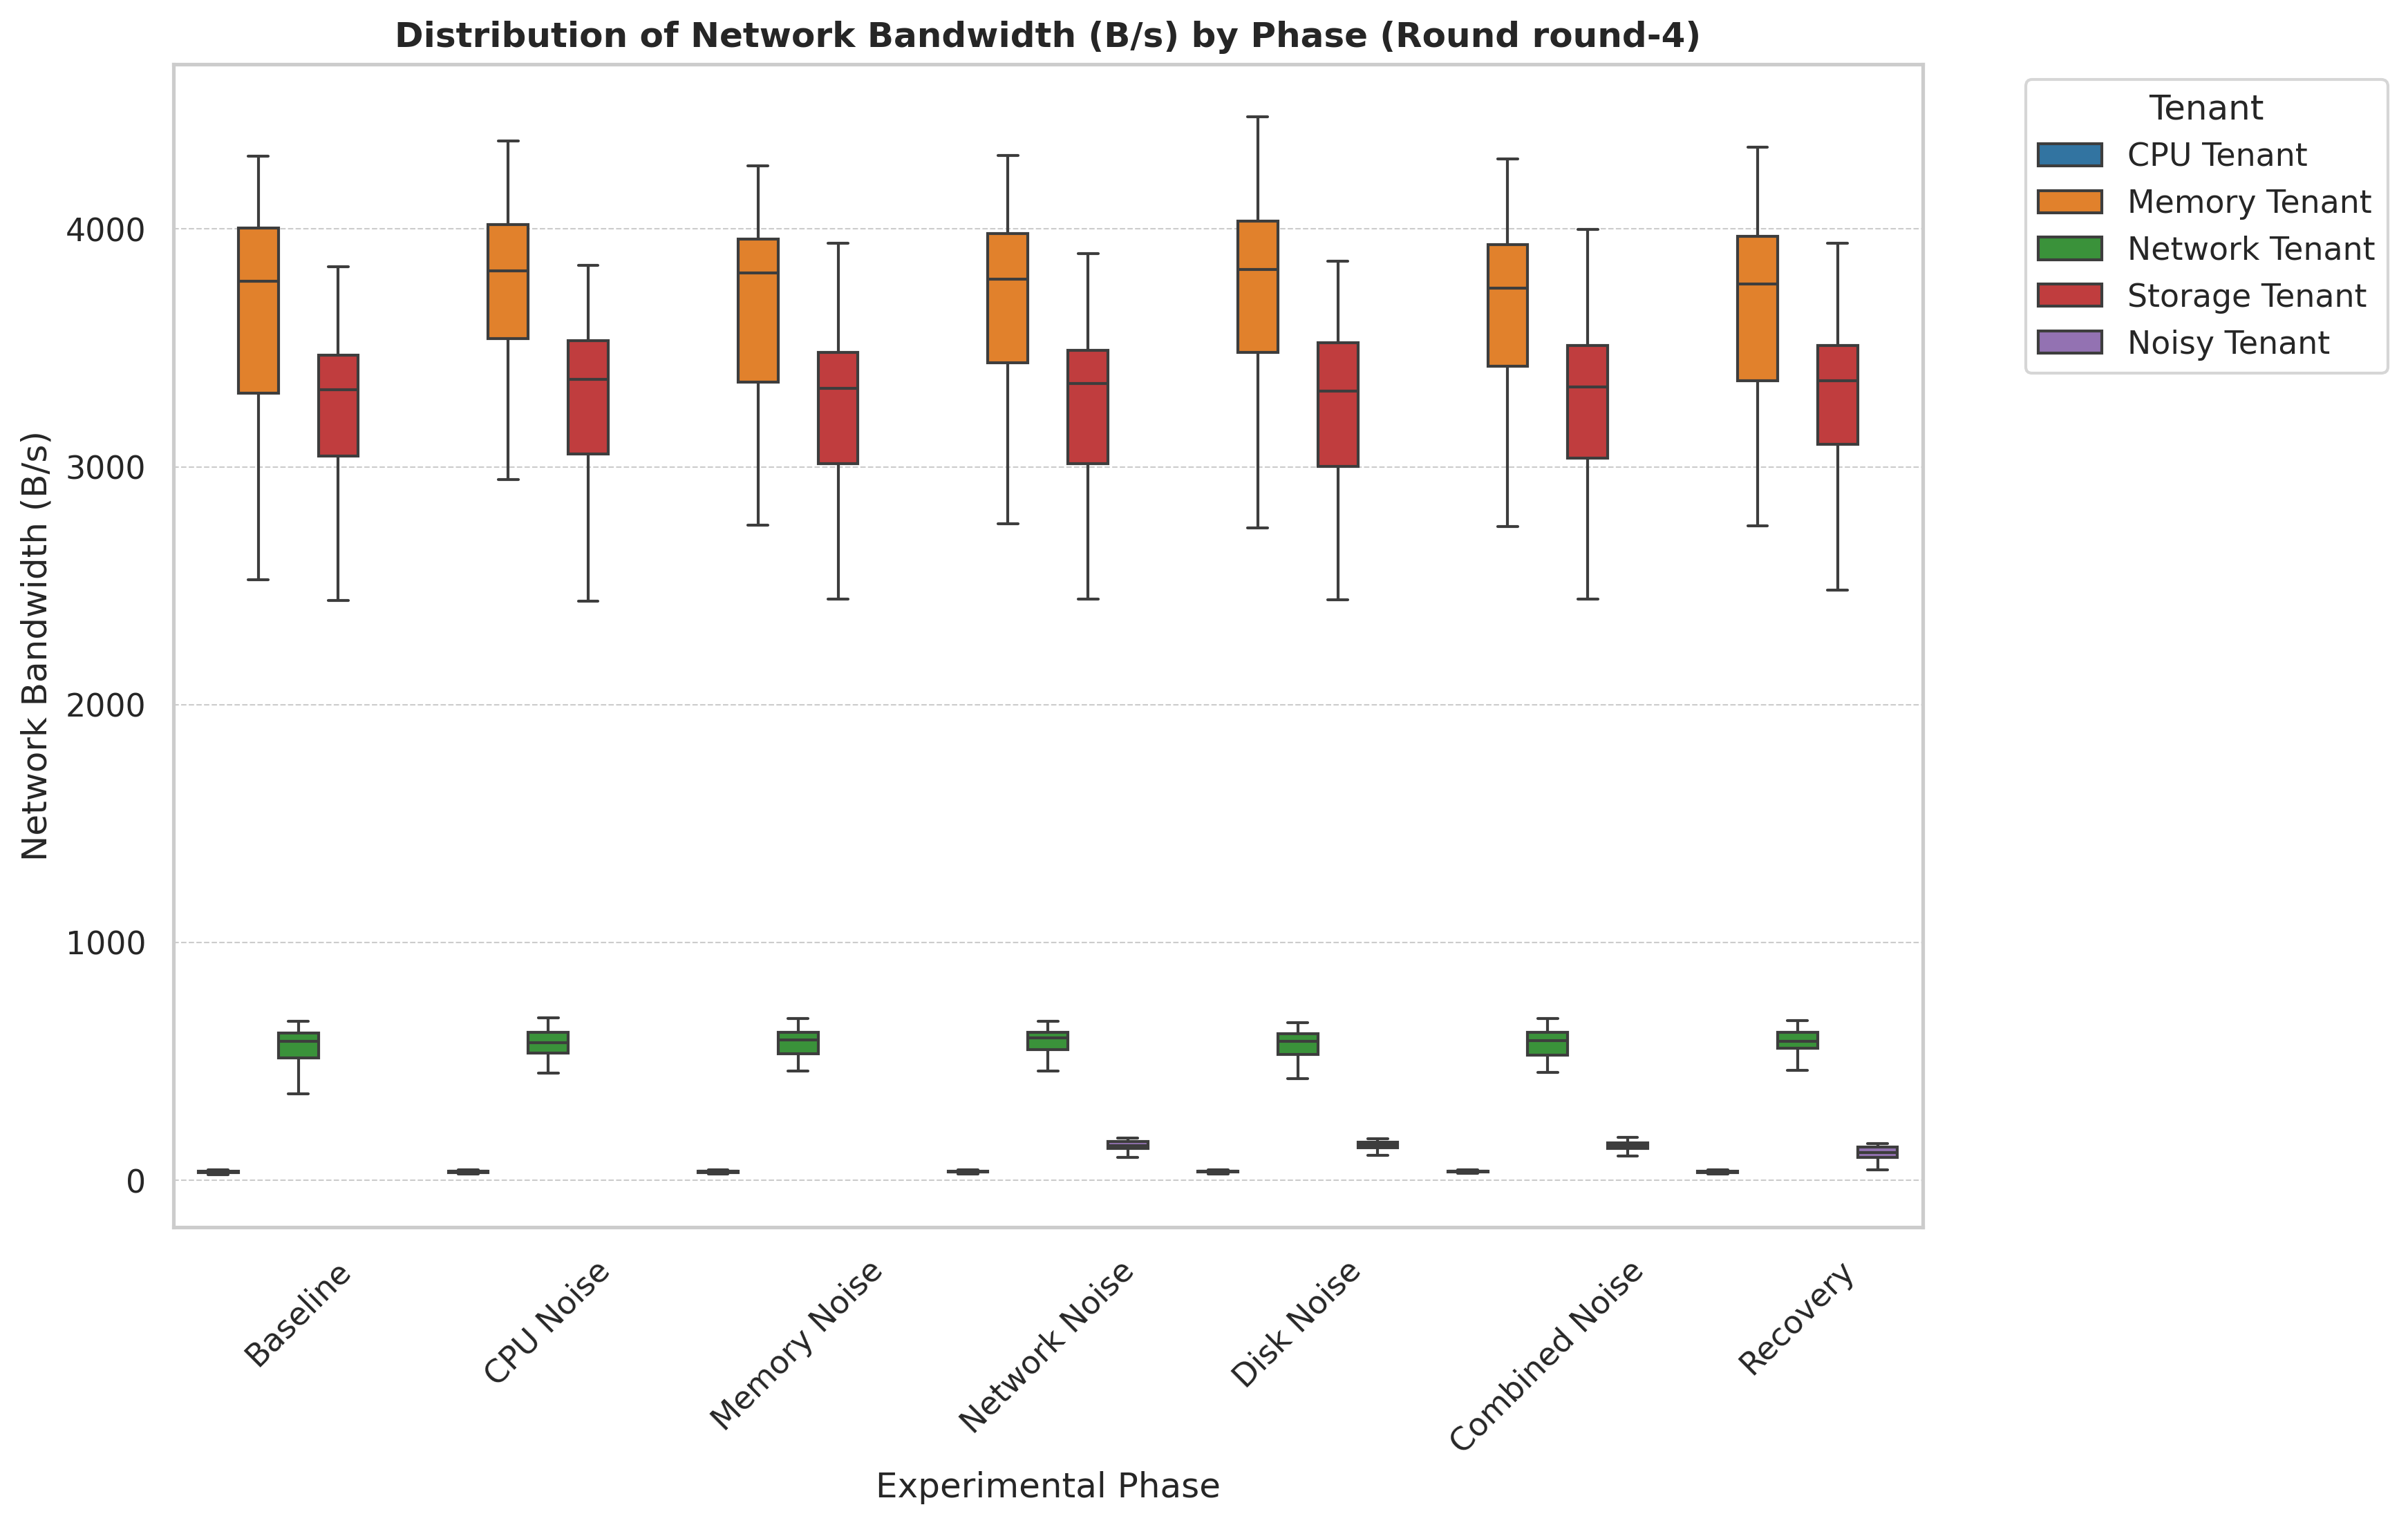 Distribution of Network Bandwidth (B/s) by Phase (Round round-4)
Tenant
CPU Tenant
Memory Tenant
Network Tenant
Storage Tenant
Noisy Tenant
Network Bandwidth (B/s)
4000
3000
2000
1000
0
Baseline
CPU Noise
Memory Noise
Network Noise
Disk Noise
Combined Noise
Recovery
Experimental Phase